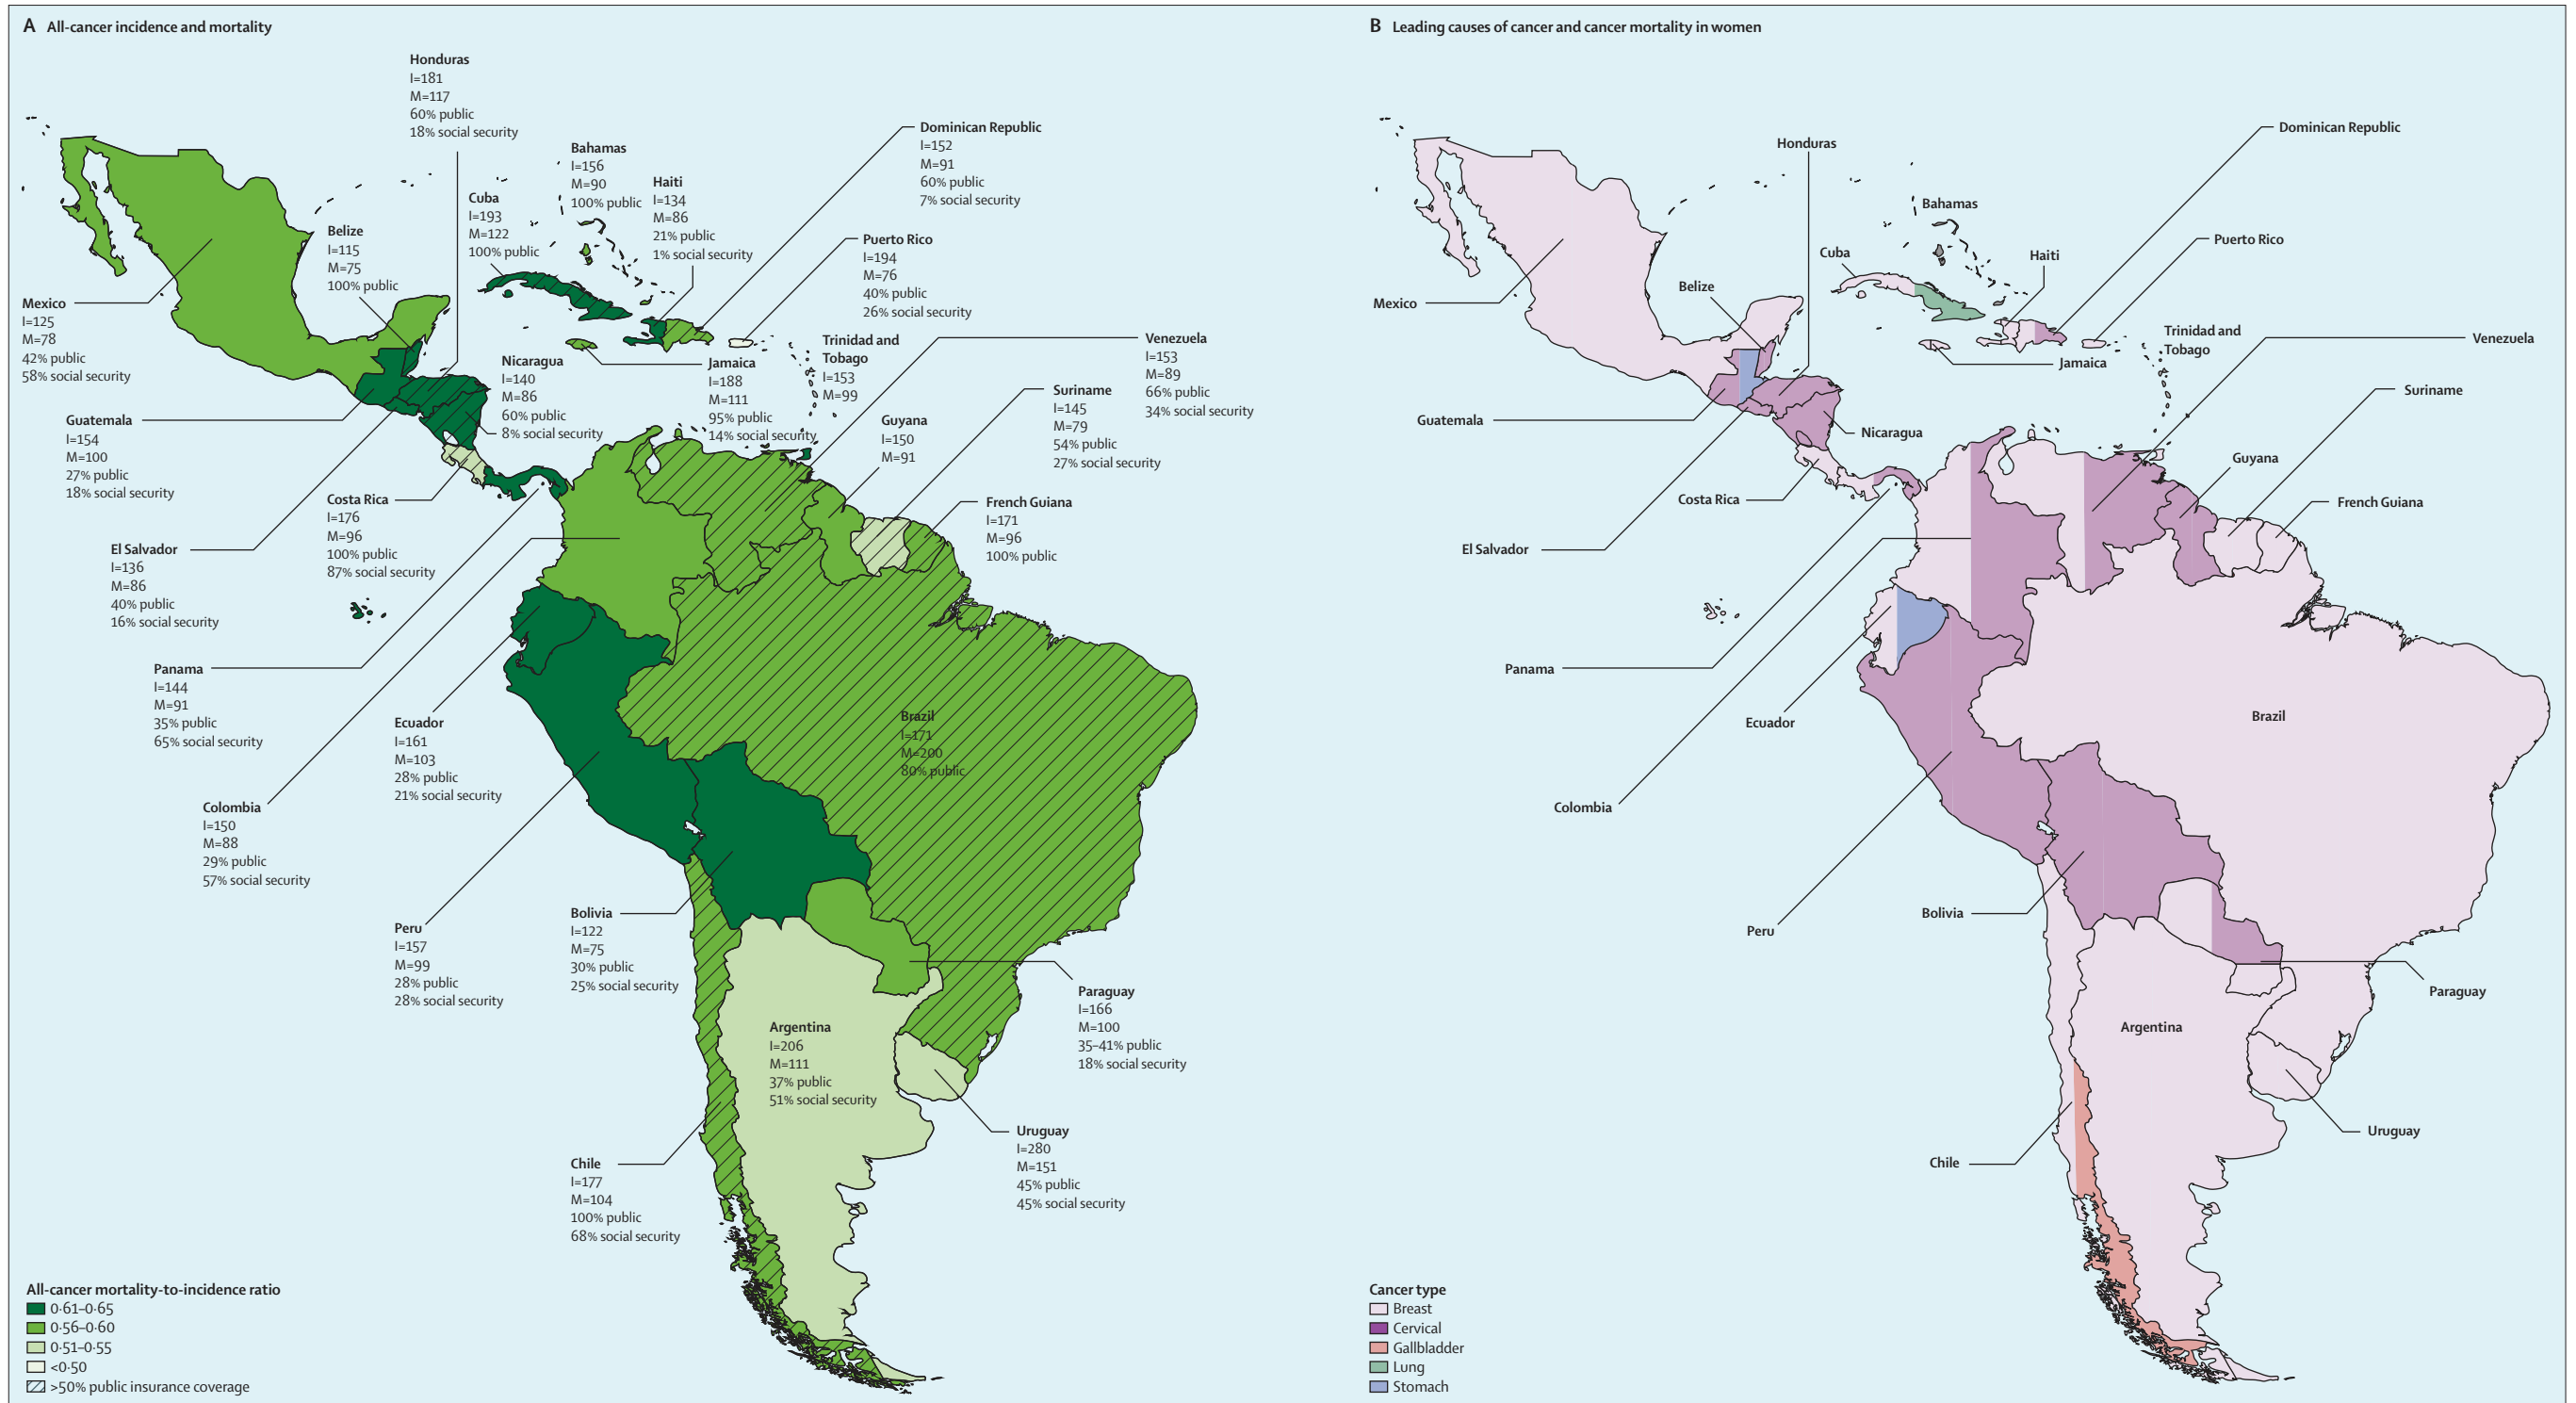 A All-cancer incidence and mortality
Honduras
I=181
M=117
60% public
18% social security
Bahamas
I=156
M=90
100% public
Dominican Republic
I=152
M=91
60% public
7% social security
Haiti
I=134
M=86
21% public
1% social security
Cuba
I=193
M=122
100% public
Belize
I=115
M=75
100% public
Puerto Rico
I=194
M=76
40% public
26% social security
Mexico
I=125
M=78
42% public
58% social security
Nicaragua
I=140
M=86
60% public
8% social security
Jamaica
I=188
M=111
95% public
14% social security
Trinidad and
Tobago
I=153
M=99
Venezuela
I=153
M=89
66% public
34% social security
Suriname
I=145
M=79
54% public
27% social security
Guatemala
I=154
M=100
27% public
18% social security
Guyana
I=150
M=91
Costa Rica
I=176
M=96
100% public
87% social security
French Guiana
I=171
M=96
100% public
El Salvador
I=136
M=86
40% public
16% social security
Panama
I=144
M=91
35% public
65% social security
Ecuador
I=161
M=103
28% public
21% social security
Brazil
I=171
M=200
80% public
Colombia
I=150
M=88
29% public
57% social security
Peru
I=157
M=99
28% public
28% social security
Bolivia
I=122
M=75
30% public
25% social security
Paraguay
I=166
M=100
35–41% public
18% social security
Argentina
I=206
M=111
37% public
51% social security
Uruguay
I=280
M=151
45% public
45% social security
Chile
I=177
M=104
100% public
68% social security
All-cancer mortality-to-incidence ratio
0·61–0·65
0·56–0·60
0·51–0·55
<0·50
>50% public insurance coverage
B Leading causes of cancer and cancer mortality in women
Dominican Republic
Honduras
Bahamas
Puerto Rico
Cuba
Haiti
Belize
Mexico
Trinidad and
Tobago
Venezuela
Jamaica
Suriname
Guatemala
Nicaragua
Guyana
Costa Rica
French Guiana
El Salvador
Panama
Ecuador
Brazil
Colombia
Peru
Bolivia
Paraguay
Argentina
Uruguay
Chile
Cancer type
Breast
Cervical
Gallbladder
Lung
Stomach